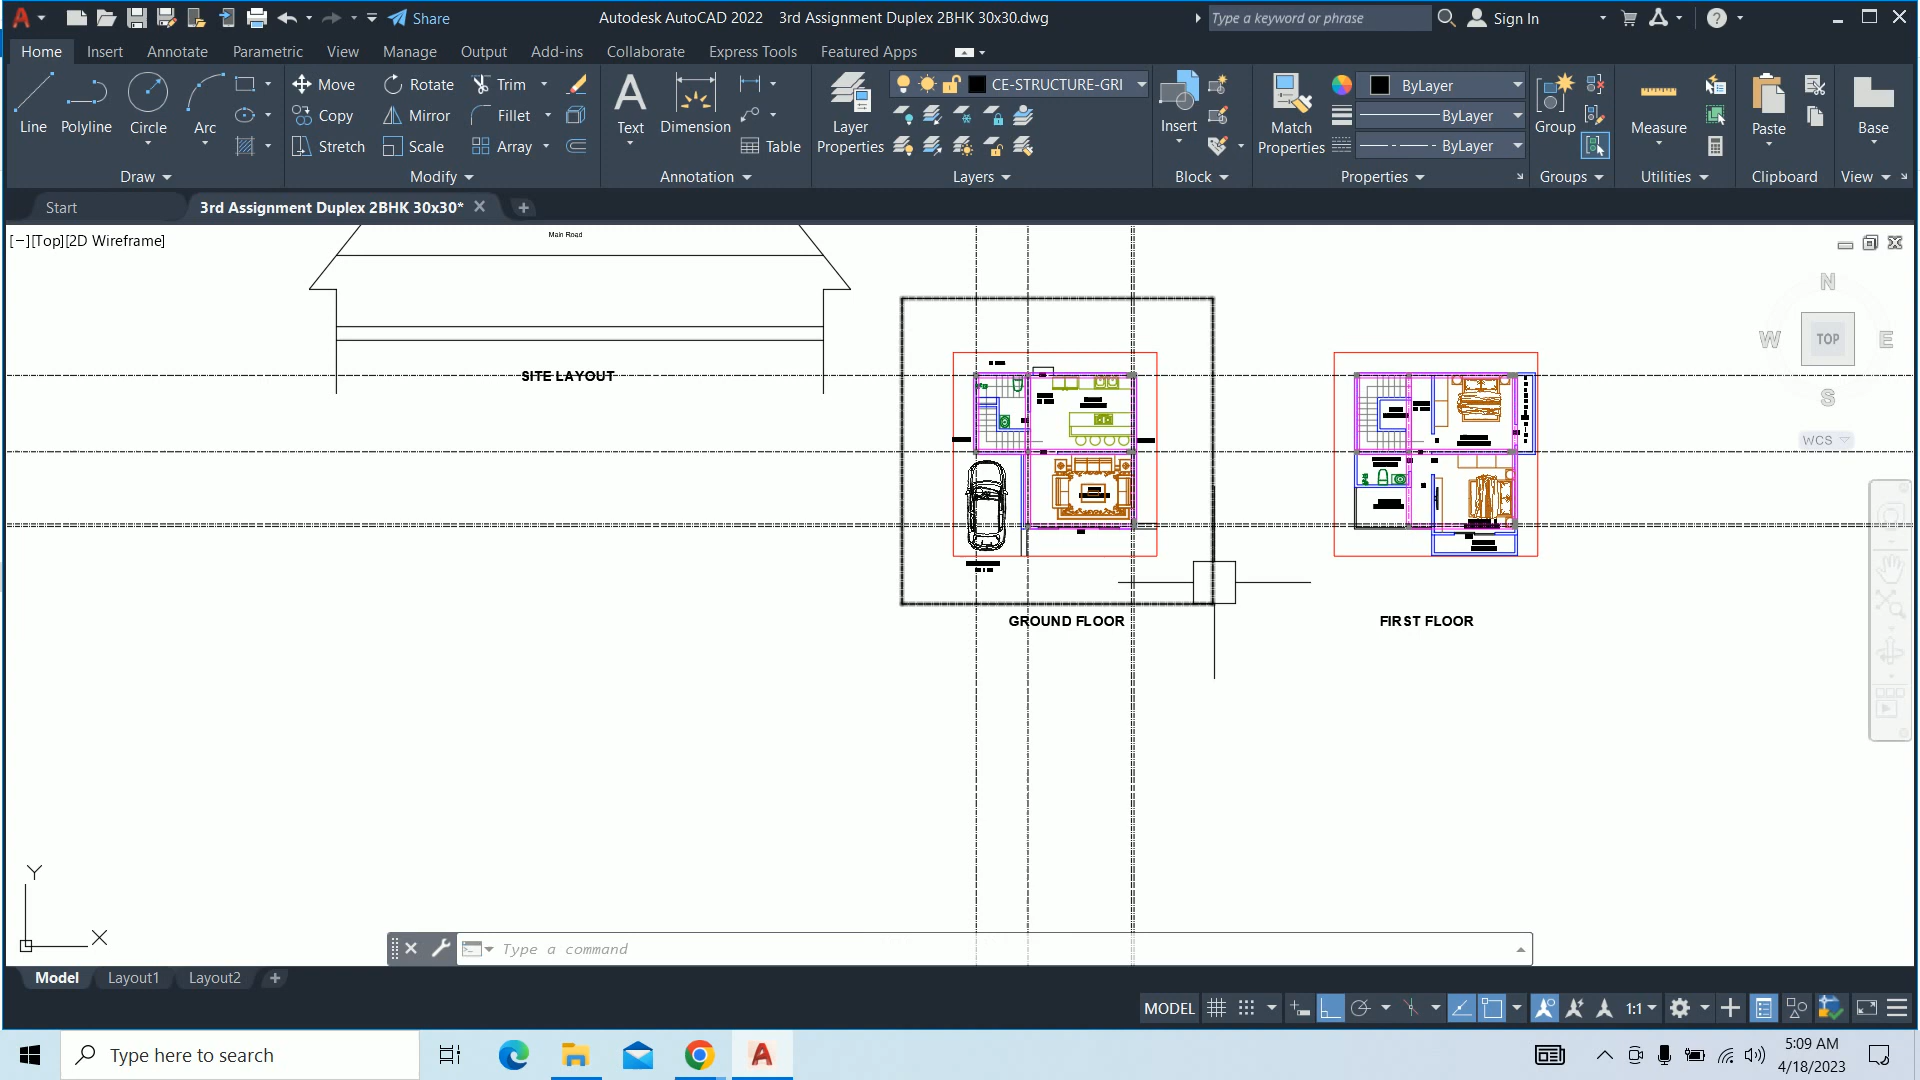 Share
Autodesk AutoCAD 2022 3rd Assignment Duplex 2BHK 30x30.dwg
Type a keyword or phrase
Sign In
Home Insert Annotate Parametric View Manage Output Add-ins Collaborate Express Tools Featured Apps
Line Polyline Circle Arc
Move Rotate Trim
Copy Mirror Fillet
Stretch Scale Array
Text Dimension Table
Layer Properties
CE-STRUCTURE-GRI
Insert
Match Properties
ByLayer
ByLayer
ByLayer
Group
Measure
Paste
Base
Draw Modify Annotation Layers Block Properties Groups Utilities Clipboard View
Start 3rd Assignment Duplex 2BHK 30x30*
[−][Top][2D Wireframe]
Main Road
SITE LAYOUT
GROUND FLOOR
FIRST FLOOR
N
W TOP E
S
WCS
Y
X
Type a command
Model Layout1 Layout2
MODEL 1:1
Type here to search
5:09 AM
4/18/2023